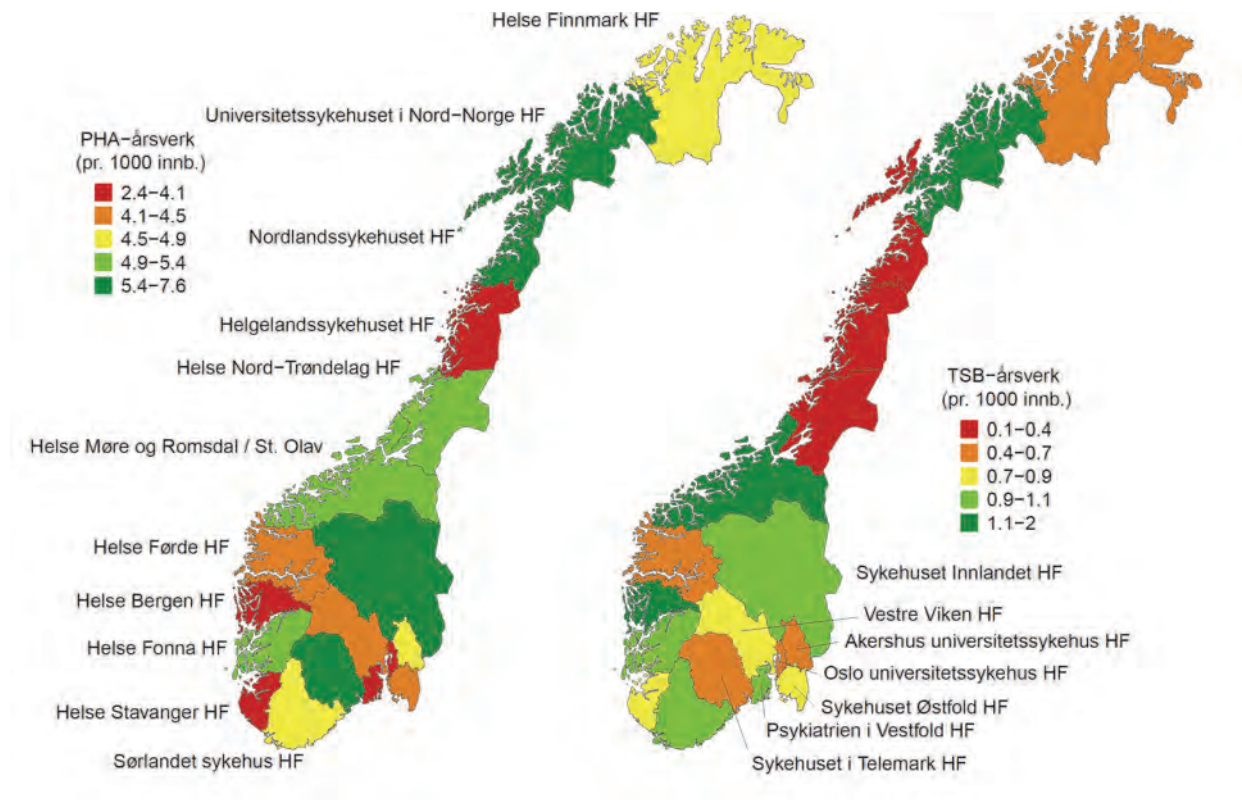 Helse Finnmark HF
Universitetssykehuset i Nord−Norge HF
PHA−årsverk
(pr. 1000 innb.)
2.4−4.1
4.1−4.5
4.5−4.9
4.9−5.4
5.4−7.6
Nordlandssykehuset HF
Helgelandssykehuset HF
Helse Nord−Trøndelag HF
Helse Møre og Romsdal / St. Olav
Helse Førde HF
Helse Bergen HF
Helse Fonna HF
Helse Stavanger HF
Sørlandet sykehus HF
TSB−årsverk
(pr. 1000 innb.)
0.1−0.4
0.4−0.7
0.7−0.9
0.9−1.1
1.1−2
Sykehuset Innlandet HF
Vestre Viken HF
Akershus universitetssykehus HF
Oslo universitetssykehus HF
Sykehuset Østfold HF
Psykiatrien i Vestfold HF
Sykehuset i Telemark HF